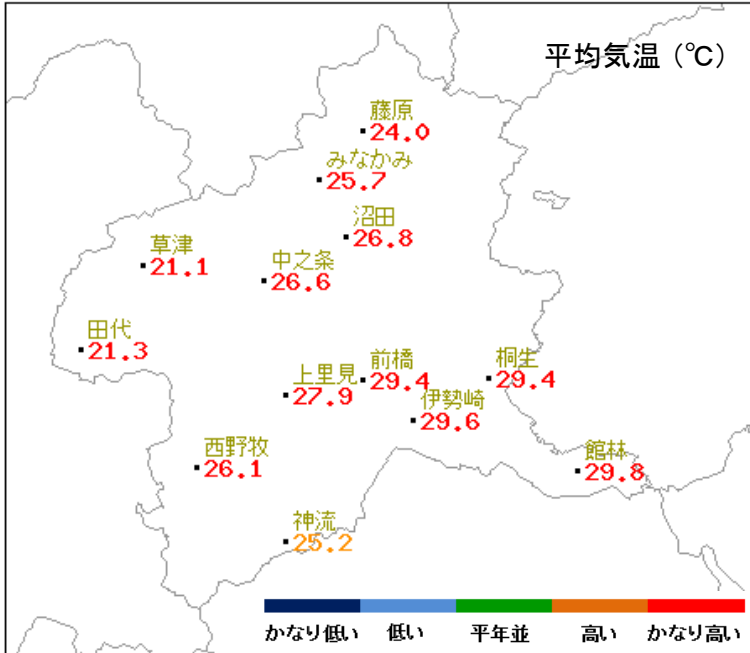 平均気温（℃）
藤原
24.0
みなかみ
25.7
沼田
26.8
草津
21.1
中之条
26.6
田代
21.3
前橋
29.4
桐生
29.4
上里見
27.9
伊勢崎
29.6
西野牧
26.1
館林
29.8
神流
25.2
かなり低い 低い 平年並 高い かなり高い